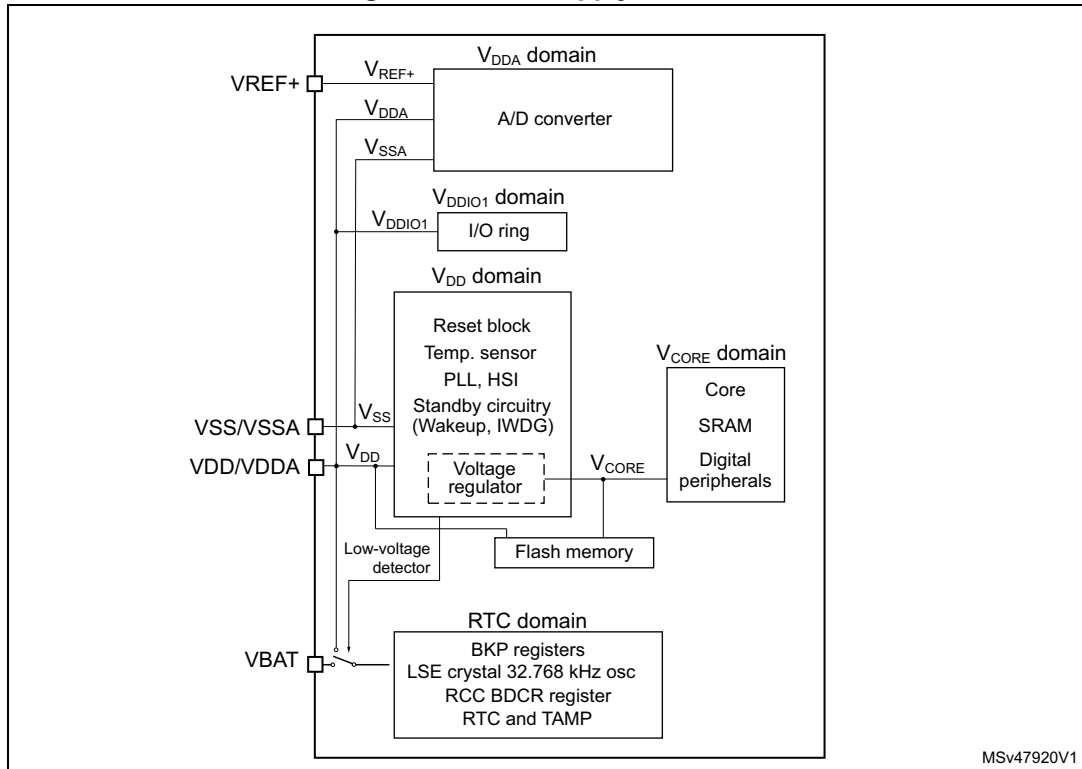 VREF+
VREF+
VDDA domain
VDDA
VSSA
A/D converter
VDDIO1 domain
VDDIO1
I/O ring
VDD domain
Reset block
Temp. sensor
PLL, HSI
Standby circuitry
(Wakeup, IWDG)
Voltage
regulator
VSS/VSSA
VSS
VDD/VDDA
VDD
VCORE domain
Core
SRAM
Digital
peripherals
VCORE
Flash memory
Low-voltage
detector
RTC domain
VBAT
BKP registers
LSE crystal 32.768 kHz osc
RCC BDCR register
RTC and TAMP
MSv47920V1